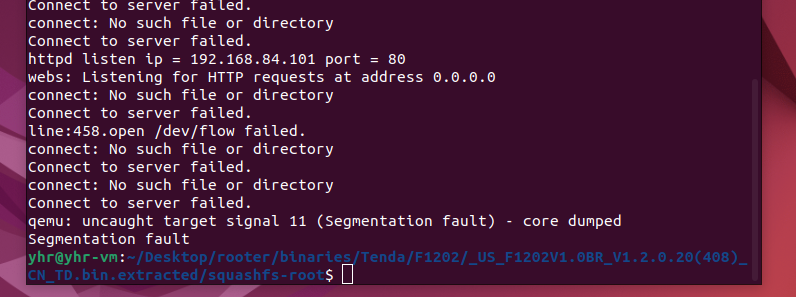 Connect to server failed.
connect: No such file or directory
Connect to server failed.
httpd listen ip = 192.168.84.101 port = 80
webs: Listening for HTTP requests at address 0.0.0.0
connect: No such file or directory
Connect to server failed.
line:458.open /dev/flow failed.
connect: No such file or directory
Connect to server failed.
connect: No such file or directory
Connect to server failed.
qemu: uncaught target signal 11 (Segmentation fault) - core dumped
Segmentation fault
yhr@yhr-vm:~/Desktop/rooter/binaries/Tenda/F1202/_US_F1202V1.0BR_V1.2.0.20(408)_
CN_TD.bin.extracted/squashfs-root$